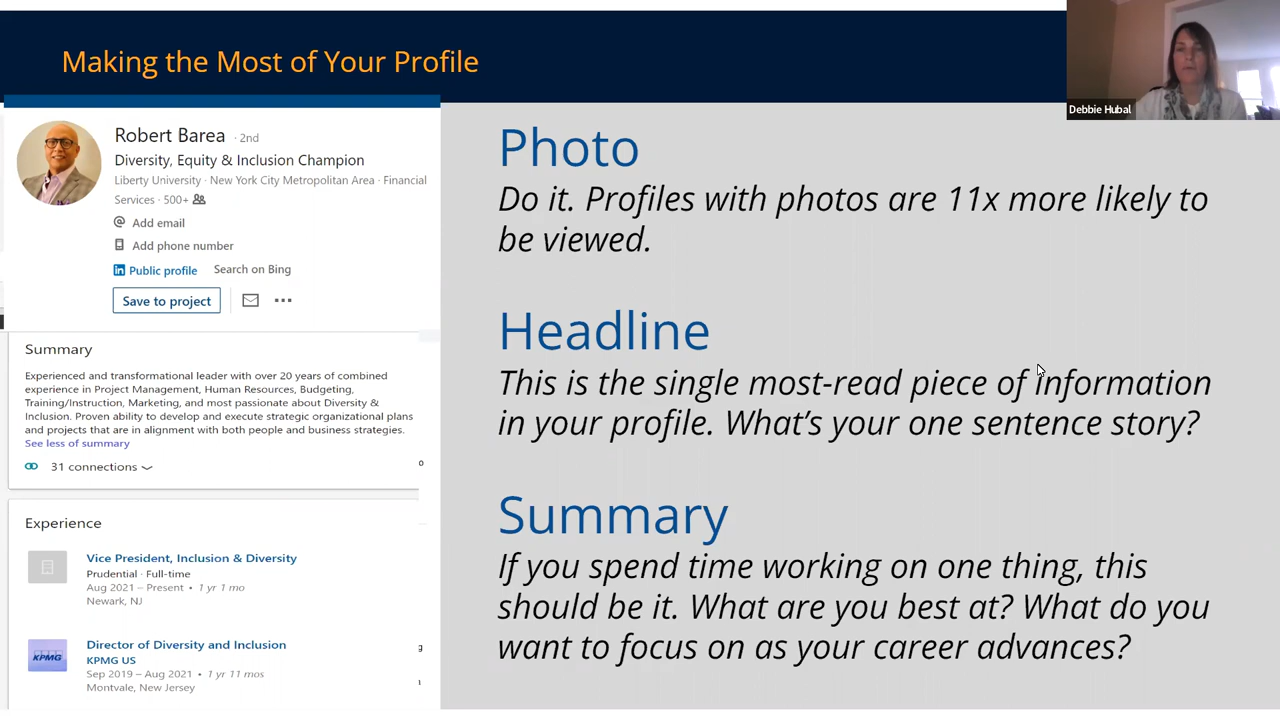 Making the Most of Your Profile
Debbie Hubal
Robert Barea · 2nd
Diversity, Equity & Inclusion Champion
Liberty University · New York City Metropolitan Area · Financial
Services · 500+
Add email
Add phone number
in Public profile Search on Bing
Save to project
Summary
Experienced and transformational leader with over 20 years of combined
experience in Project Management, Human Resources, Budgeting,
Training/Instruction, Marketing, and most passionate about Diversity &
Inclusion. Proven ability to develop and execute strategic organizational plans
and projects that are in alignment with both people and business strategies.
See less of summary
31 connections
Experience
Vice President, Inclusion & Diversity
Prudential · Full-time
Aug 2021 – Present • 1 yr 1 mo
Newark, NJ
KPMG
Director of Diversity and Inclusion
KPMG US
Sep 2019 – Aug 2021 • 1 yr 11 mos
Montvale, New Jersey
Photo
Do it. Profiles with photos are 11x more likely to
be viewed.
Headline
This is the single most-read piece of information
in your profile. What's your one sentence story?
Summary
If you spend time working on one thing, this
should be it. What are you best at? What do you
want to focus on as your career advances?